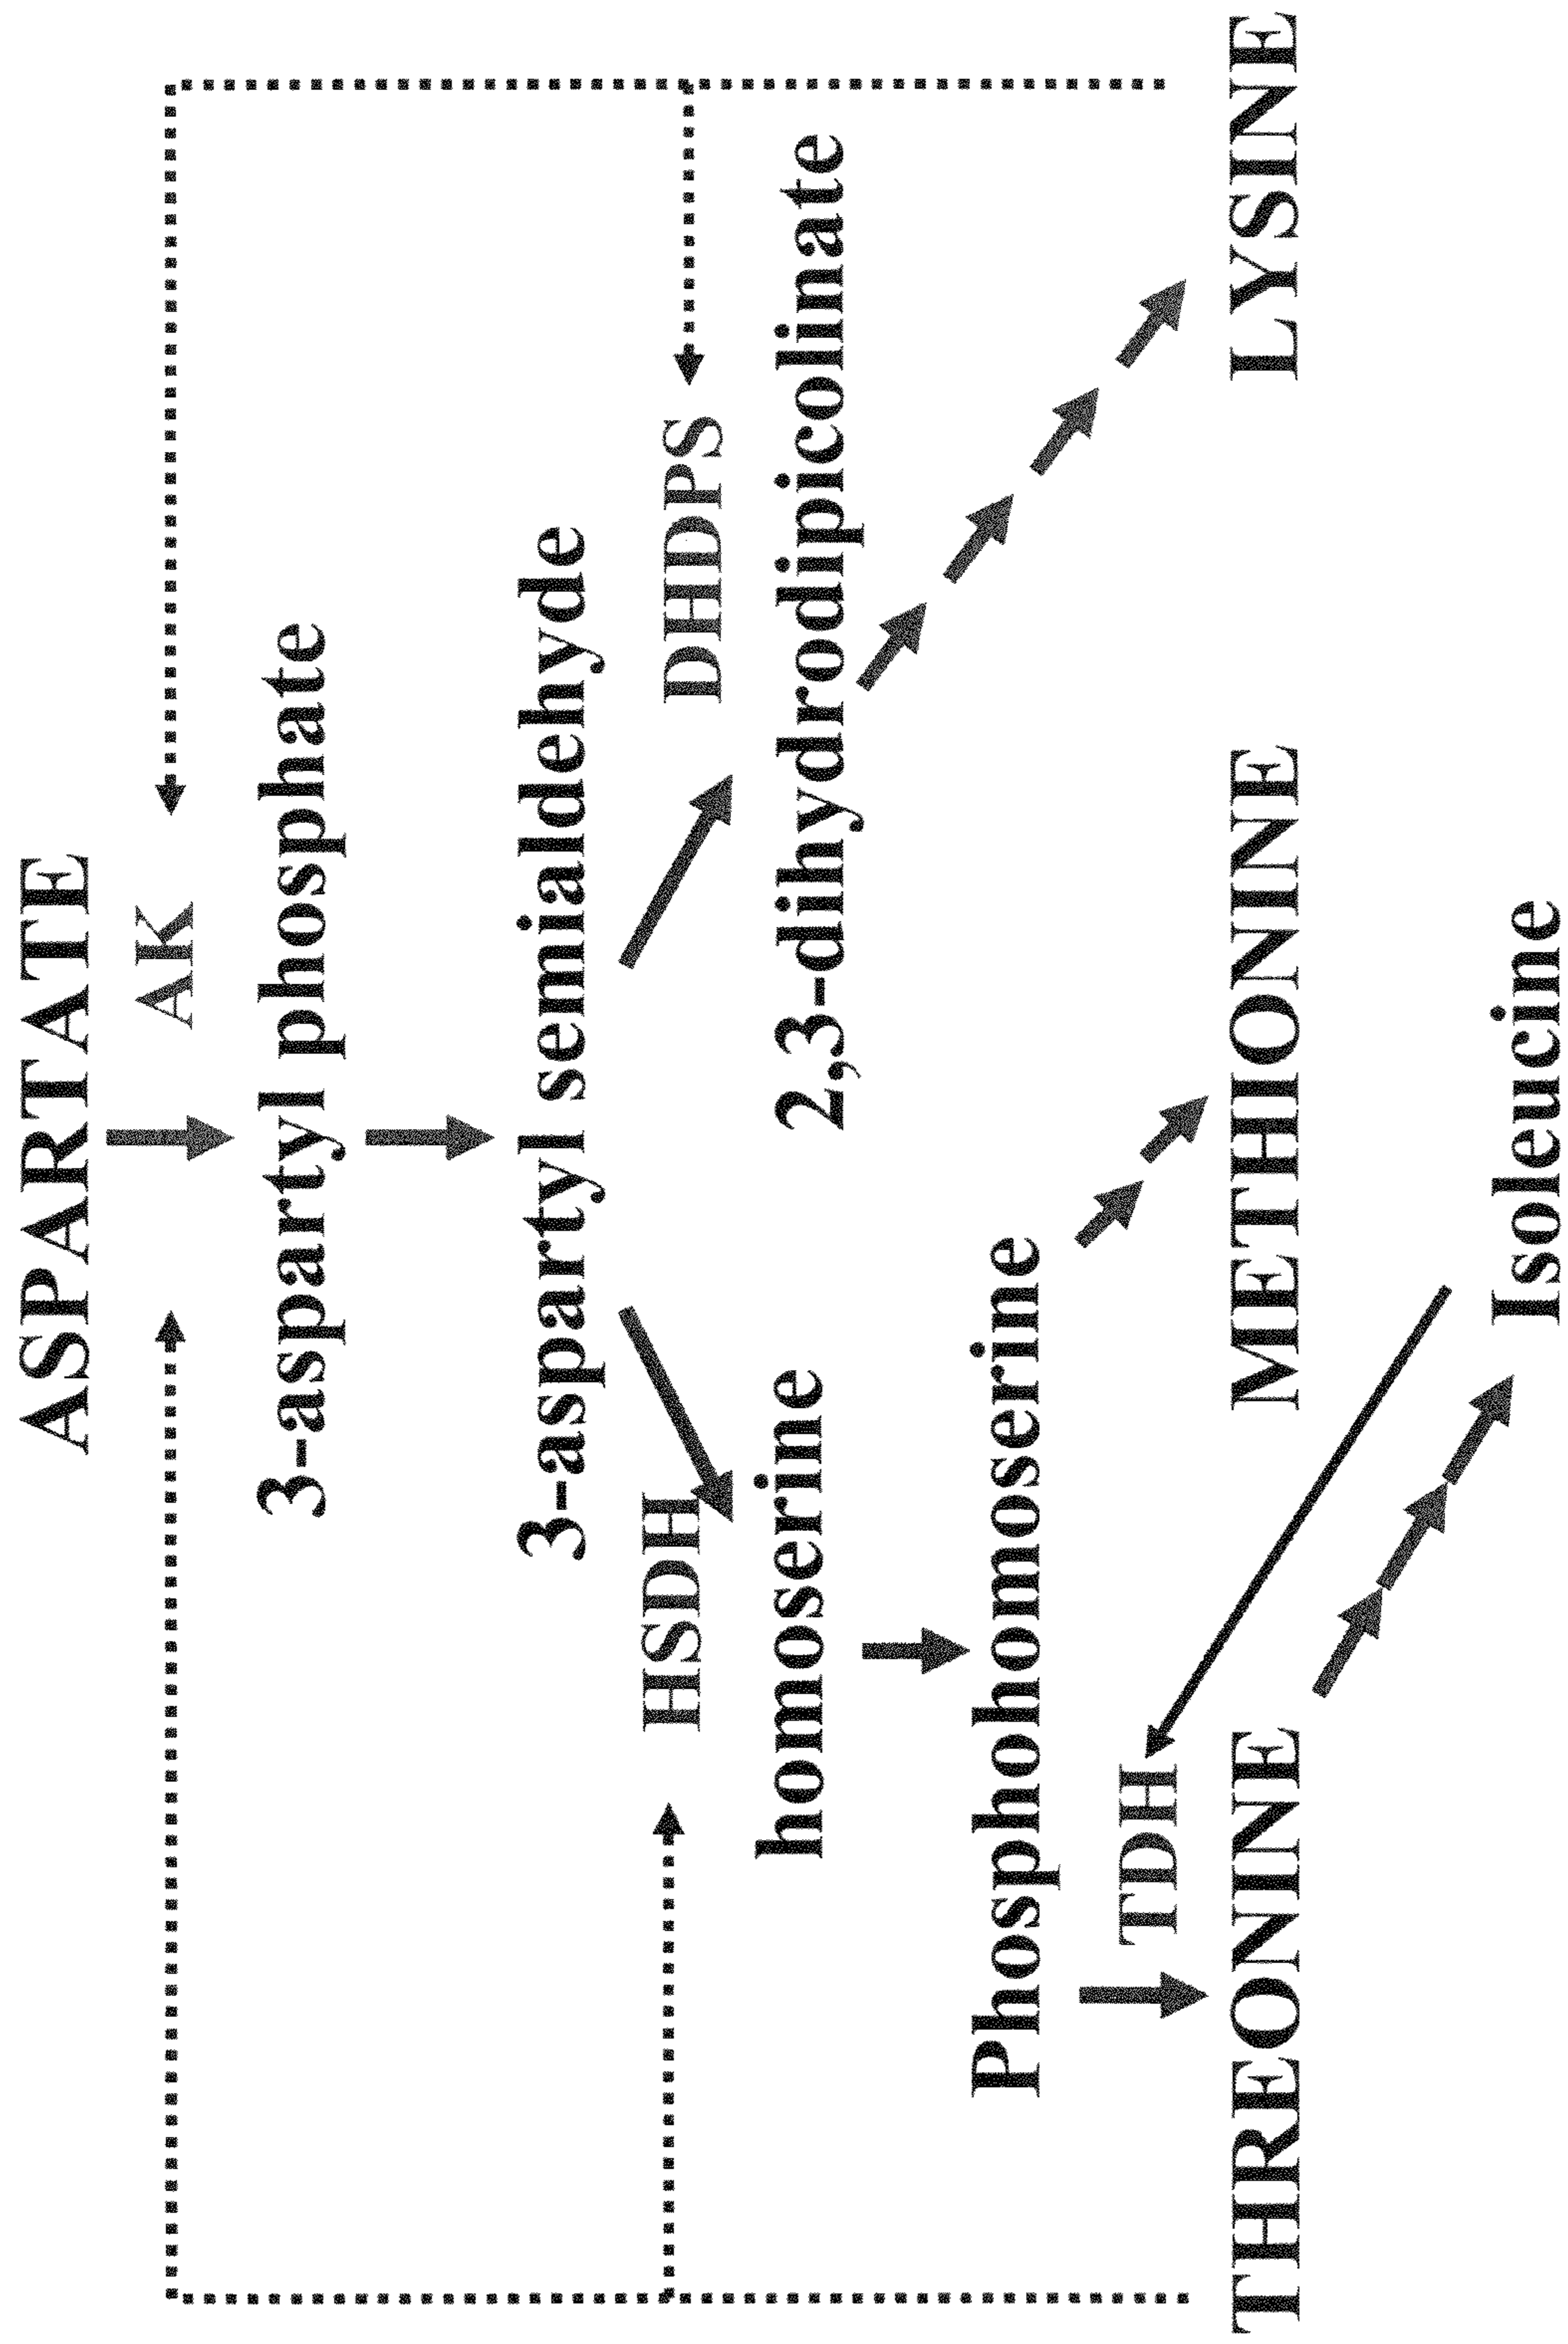 ASPARTATE
AK
3-aspartyl phosphate
3-aspartyl semialdehyde
HSDH
DHDPS
homoserine
2,3-dihydrodipicolinate
Phosphohomoserine
TDH
THREONINE
METHIONINE
LYSINE
Isoleucine